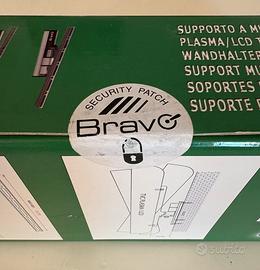 SUPPORTO A M
PLASMA/LCD T
WANDHALTER
SUPPORT MU
SOPORTES
SUPORTE
SECURITY PATCH
Bravo
subito